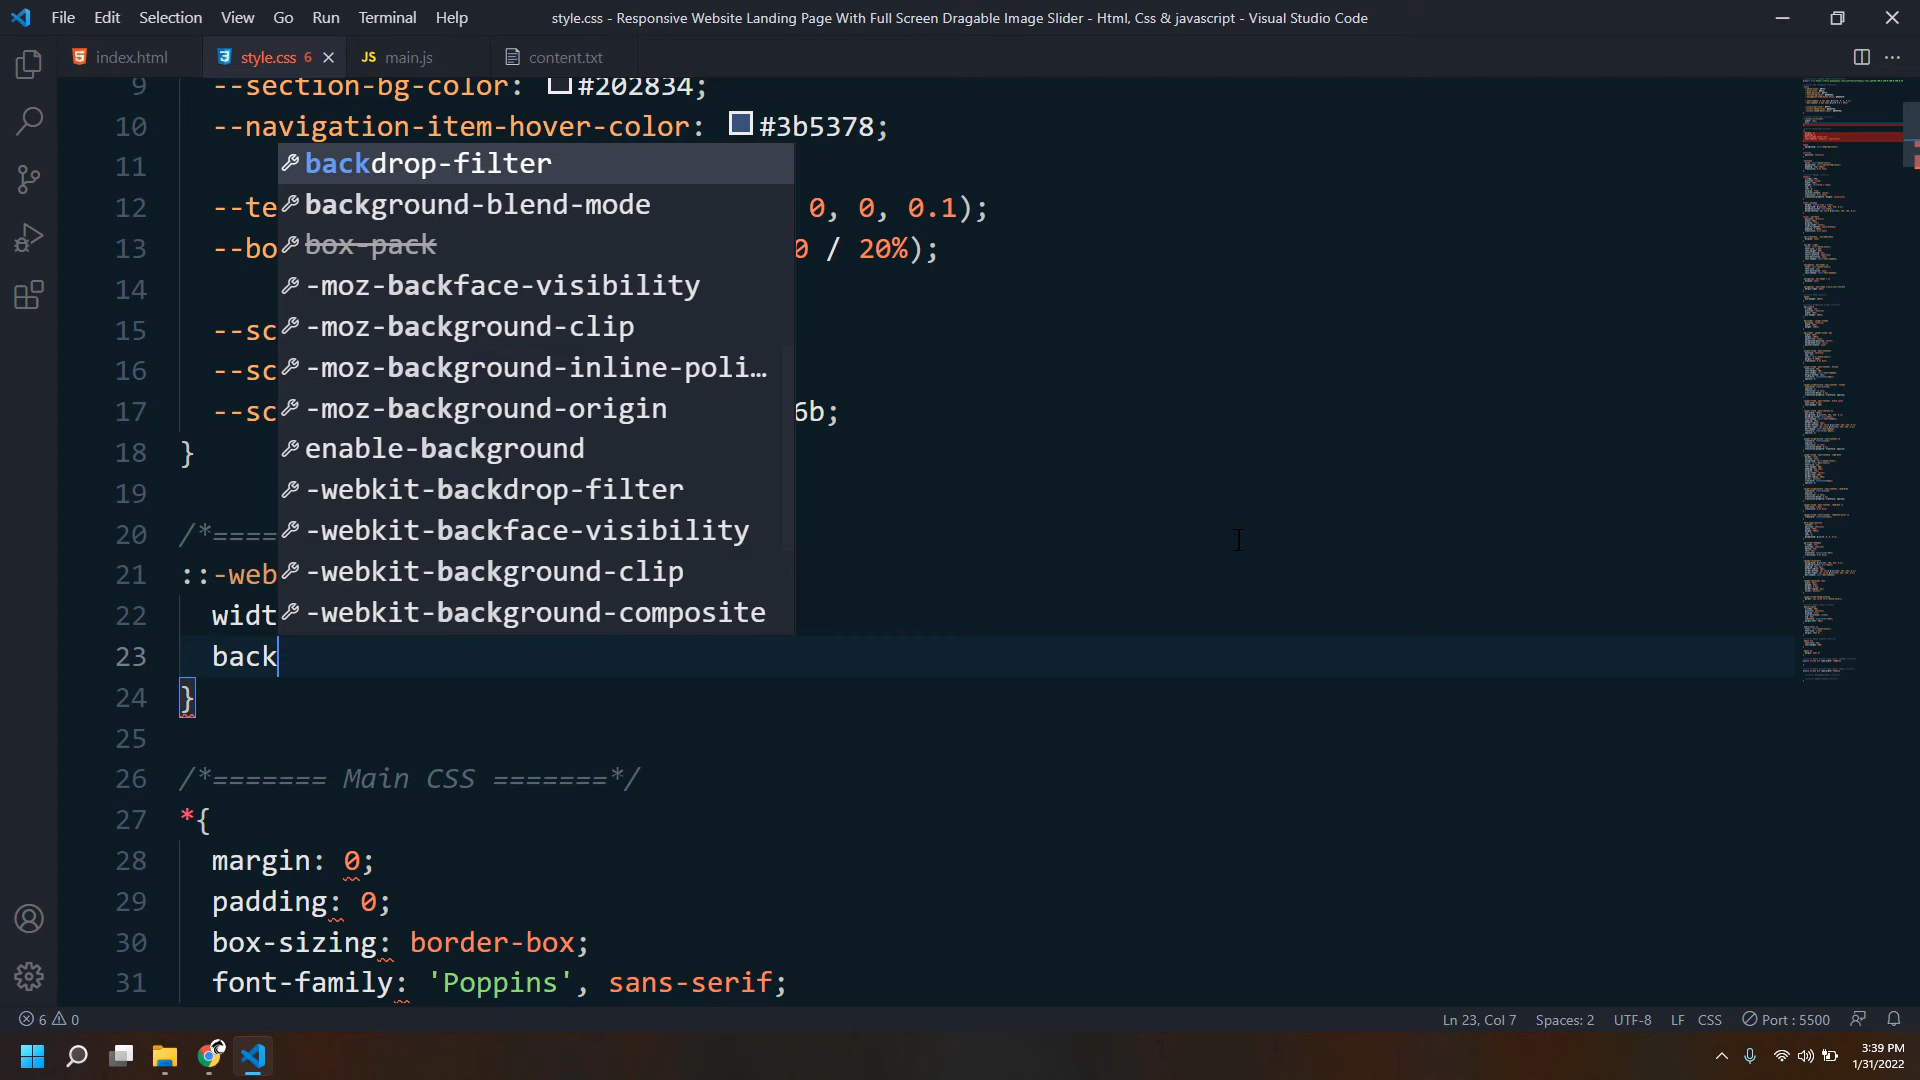 File Edit Selection View Go Run Terminal Help
style.css - Responsive Website Landing Page With Full Screen Dragable Image Slider - Html, Css & javascript - Visual Studio Code
index.html
style.css 6
JS main.js
content.txt
9 --section-bg-color: #202834;
10 --navigation-item-hover-color: #3b5378;
11
12 --te 0, 0, 0.1);
13 --bo 0 / 20%);
14
15 --sc
16 --sc
17 --sc 6b;
18 }
19
20 /*====
21 ::-web
22 widt
23 back
24 }
25
26 /*======= Main CSS =======*/
27 *{
28 margin: 0;
29 padding: 0;
30 box-sizing: border-box;
31 font-family: 'Poppins', sans-serif;
backdrop-filter
background-blend-mode
box-pack
-moz-backface-visibility
-moz-background-clip
-moz-background-inline-poli…
-moz-background-origin
enable-background
-webkit-backdrop-filter
-webkit-backface-visibility
-webkit-background-clip
-webkit-background-composite
6 0
Ln 23, Col 7 Spaces: 2 UTF-8 LF CSS Port : 5500
3:39 PM
1/31/2022